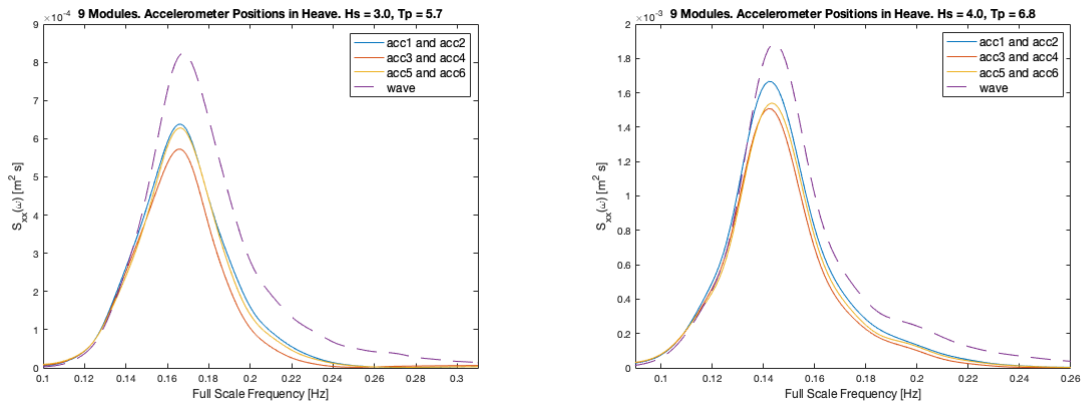 9 Modules. Accelerometer Positions in Heave. Hs = 3.0, Tp = 5.7
×10⁻⁴
9
8
7
6
5
4
3
2
1
0
S_xx(ω) [m² s]
0.1 0.12 0.14 0.16 0.18 0.2 0.22 0.24 0.26 0.28 0.3
Full Scale Frequency [Hz]
acc1 and acc2
acc3 and acc4
acc5 and acc6
wave
9 Modules. Accelerometer Positions in Heave. Hs = 4.0, Tp = 6.8
×10⁻³
2
1.8
1.6
1.4
1.2
1
0.8
0.6
0.4
0.2
0
S_xx(ω) [m² s]
0.1 0.12 0.14 0.16 0.18 0.2 0.22 0.24 0.26
Full Scale Frequency [Hz]
acc1 and acc2
acc3 and acc4
acc5 and acc6
wave